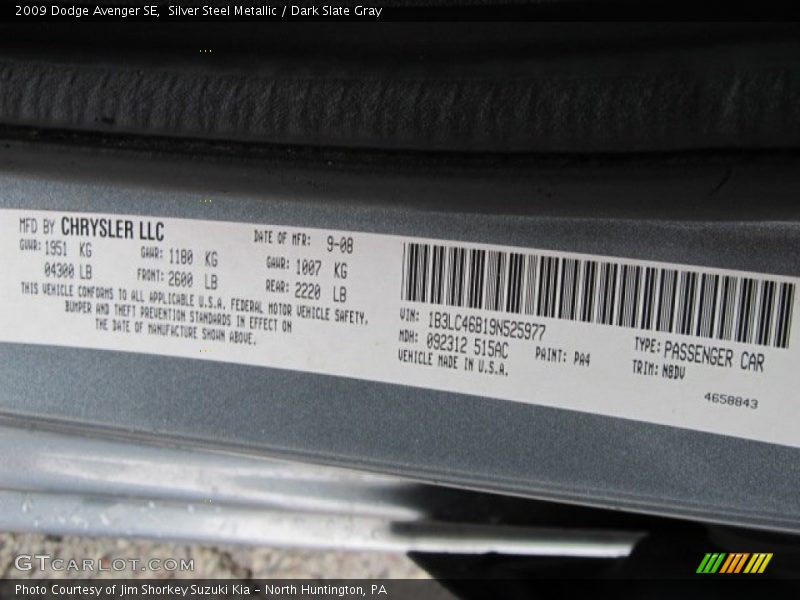 2009 Dodge Avenger SE,  Silver Steel Metallic / Dark Slate Gray
MFD BY CHRYSLER LLC
DATE OF MFR: 9-08
GVWR: 1951 KG
GAWR: 1180 KG
GAWR: 1007 KG
04300 LB
FRONT: 2600 LB
REAR: 2220 LB
THIS VEHICLE CONFORMS TO ALL APPLICABLE U.S.A. FEDERAL MOTOR VEHICLE SAFETY,
BUMPER AND THEFT PREVENTION STANDARDS IN EFFECT ON
THE DATE OF MANUFACTURE SHOWN ABOVE.
VIN: 1B3LC46B19N525977
TYPE: PASSENGER CAR
MDH: 092312 515AC
PAINT: PA4
TRIM: N8DV
VEHICLE MADE IN U.S.A.
4658843
GTCarLot.com
Photo Courtesy of Jim Shorkey Suzuki Kia - North Huntington, PA